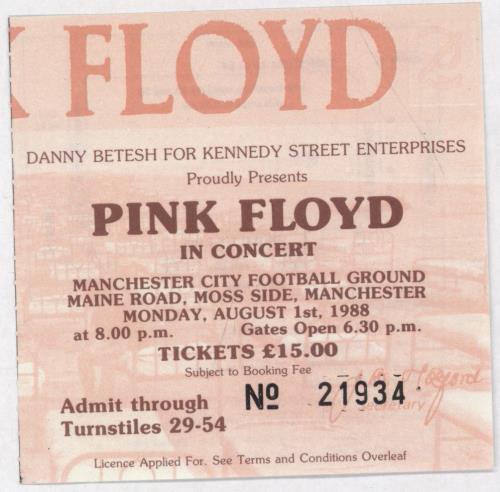 K FLOYD
DANNY BETESH FOR KENNEDY STREET ENTERPRISES
Proudly Presents
PINK FLOYD
IN CONCERT
MANCHESTER CITY FOOTBALL GROUND
MAINE ROAD, MOSS SIDE, MANCHESTER
MONDAY, AUGUST 1st, 1988
at 8.00 p.m. Gates Open 6.30 p.m.
TICKETS £15.00
Subject to Booking Fee
Admit through Nº 21934
Secretary
Turnstiles 29-54
Licence Applied For. See Terms and Conditions Overleaf